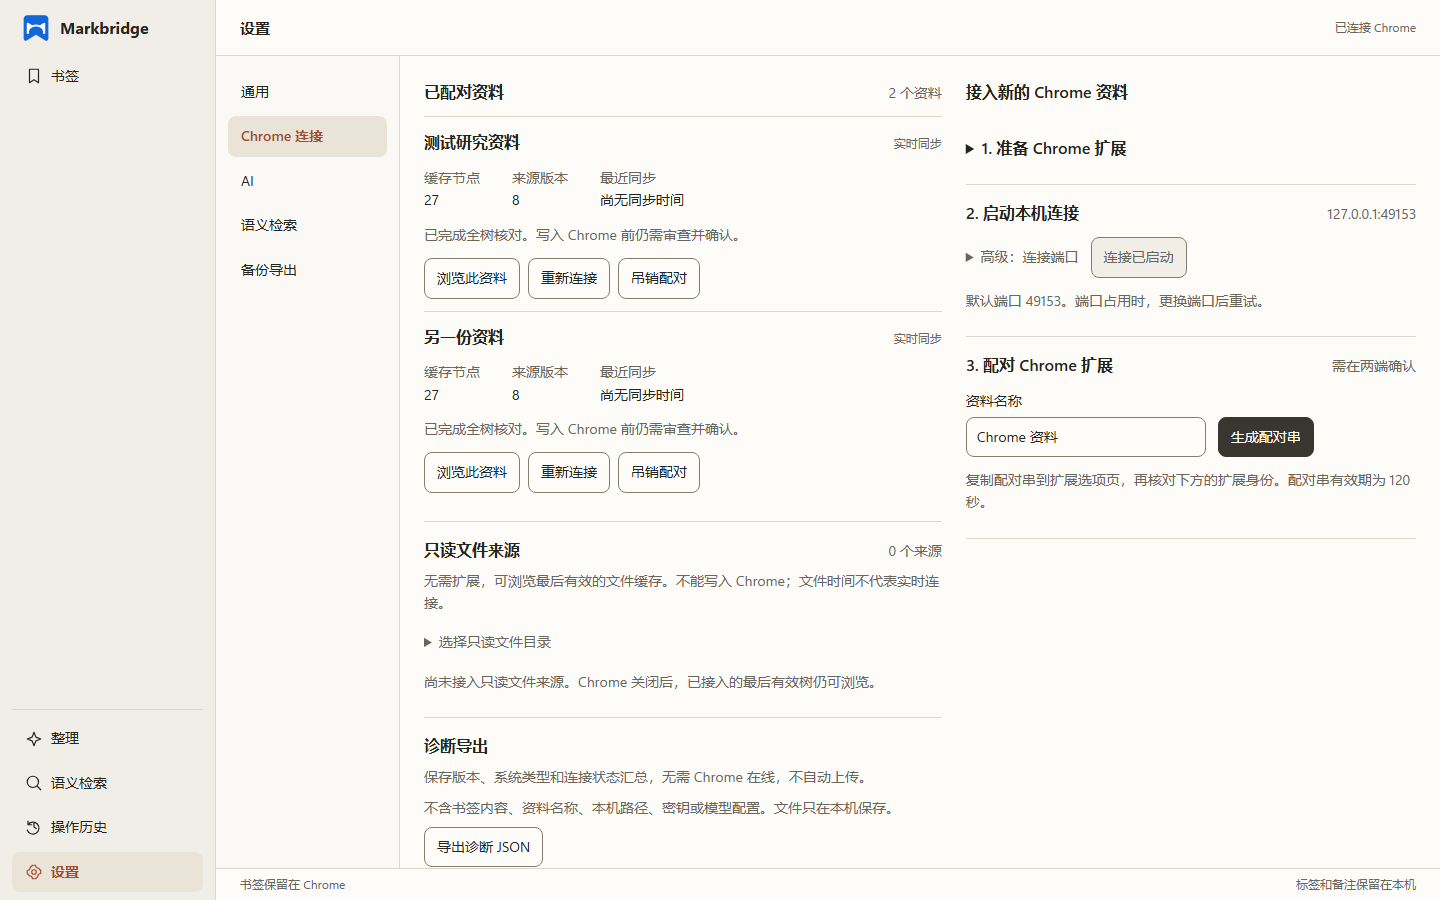 Markbridge
书签
整理
语义检索
操作历史
设置
设置
已连接 Chrome
通用
Chrome 连接
AI
语义检索
备份导出
已配对资料
2 个资料
测试研究资料
实时同步
缓存节点 来源版本 最近同步
27 8 尚无同步时间
已完成全树核对。写入 Chrome 前仍需审查并确认。
浏览此资料 重新连接 吊销配对
另一份资料
实时同步
缓存节点 来源版本 最近同步
27 8 尚无同步时间
已完成全树核对。写入 Chrome 前仍需审查并确认。
浏览此资料 重新连接 吊销配对
只读文件来源
0 个来源
无需扩展，可浏览最后有效的文件缓存。不能写入 Chrome；文件时间不代表实时连
接。
选择只读文件目录
尚未接入只读文件来源。Chrome 关闭后，已接入的最后有效树仍可浏览。
诊断导出
保存版本、系统类型和连接状态汇总，无需 Chrome 在线，不自动上传。
不含书签内容、资料名称、本机路径、密钥或模型配置。文件只在本机保存。
导出诊断 JSON
接入新的 Chrome 资料
1. 准备 Chrome 扩展
2. 启动本机连接
127.0.0.1:49153
高级：连接端口 连接已启动
默认端口 49153。端口占用时，更换端口后重试。
3. 配对 Chrome 扩展
需在两端确认
资料名称
Chrome 资料 生成配对串
复制配对串到扩展选项页，再核对下方的扩展身份。配对串有效期为 120
秒。
书签保留在 Chrome
标签和备注保留在本机